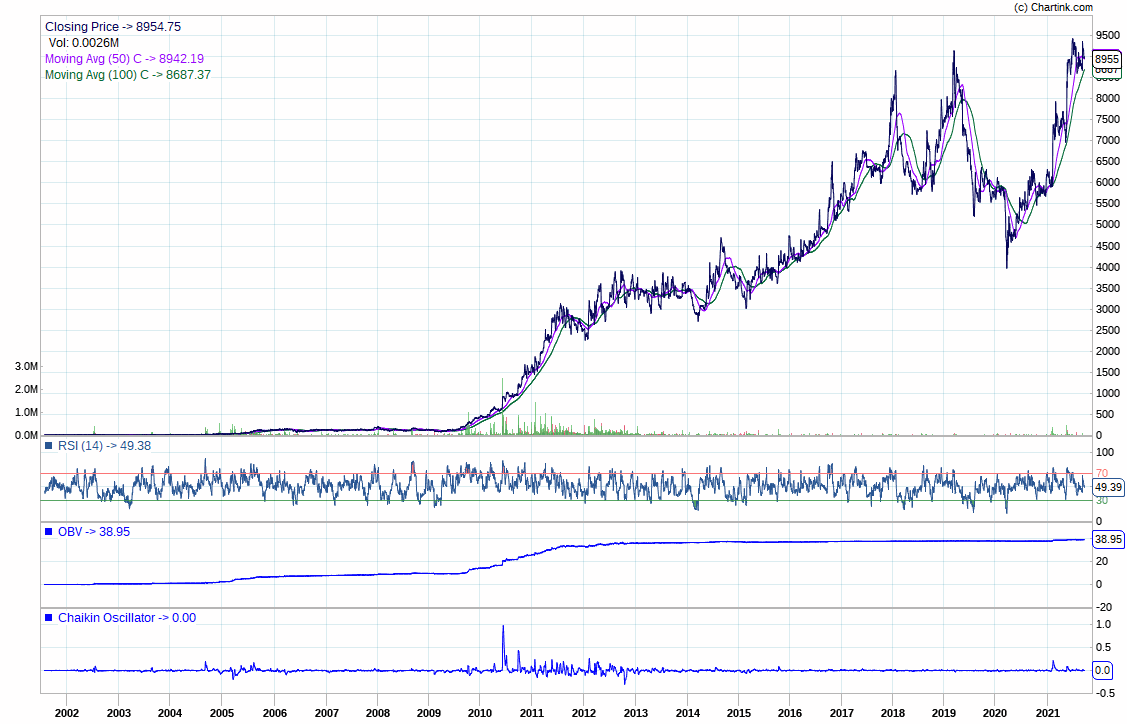 (c) Chartink.com
Closing Price -> 8954.75
Vol: 0.0026M
Moving Avg (50) C -> 8942.19
Moving Avg (100) C -> 8687.37
9500
8955
8000
7500
7000
6500
6000
5500
5000
4500
4000
3500
3000
2500
2000
1500
1000
500
0
3.0M
2.0M
1.0M
0.0M
RSI (14) -> 49.38
100
70
49.39
30
0
OBV -> 38.95
38.95
20
0
-20
Chaikin Oscillator -> 0.00
1.0
0.5
0.0
-0.5
2002 2003 2004 2005 2006 2007 2008 2009 2010 2011 2012 2013 2014 2015 2016 2017 2018 2019 2020 2021